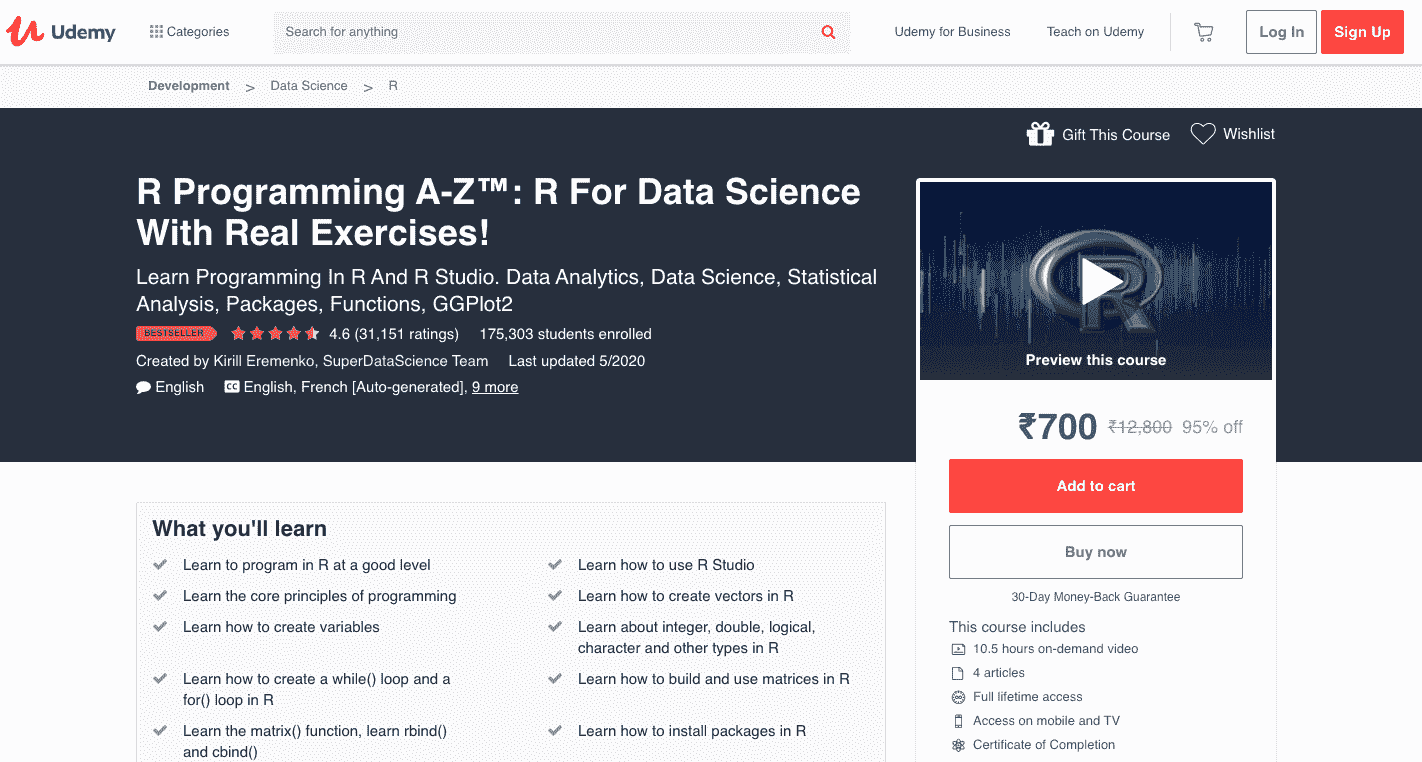 Udemy
Categories
Search for anything
Udemy for Business
Teach on Udemy
Log In
Sign Up
Development > Data Science > R
Gift This Course
Wishlist
R Programming A-Z™: R For Data Science
With Real Exercises!
Learn Programming In R And R Studio. Data Analytics, Data Science, Statistical
Analysis, Packages, Functions, GGPlot2
BESTSELLER 4.6 (31,151 ratings) 175,303 students enrolled
Created by Kirill Eremenko, SuperDataScience Team Last updated 5/2020
English CC English, French [Auto-generated], 9 more
R
Preview this course
₹700 ₹12,800 95% off
Add to cart
Buy now
30-Day Money-Back Guarantee
This course includes
10.5 hours on-demand video
4 articles
Full lifetime access
Access on mobile and TV
Certificate of Completion
What you'll learn
Learn to program in R at a good level
Learn the core principles of programming
Learn how to create variables
Learn how to create a while() loop and a
for() loop in R
Learn the matrix() function, learn rbind()
and cbind()
Learn how to use R Studio
Learn how to create vectors in R
Learn about integer, double, logical,
character and other types in R
Learn how to build and use matrices in R
Learn how to install packages in R